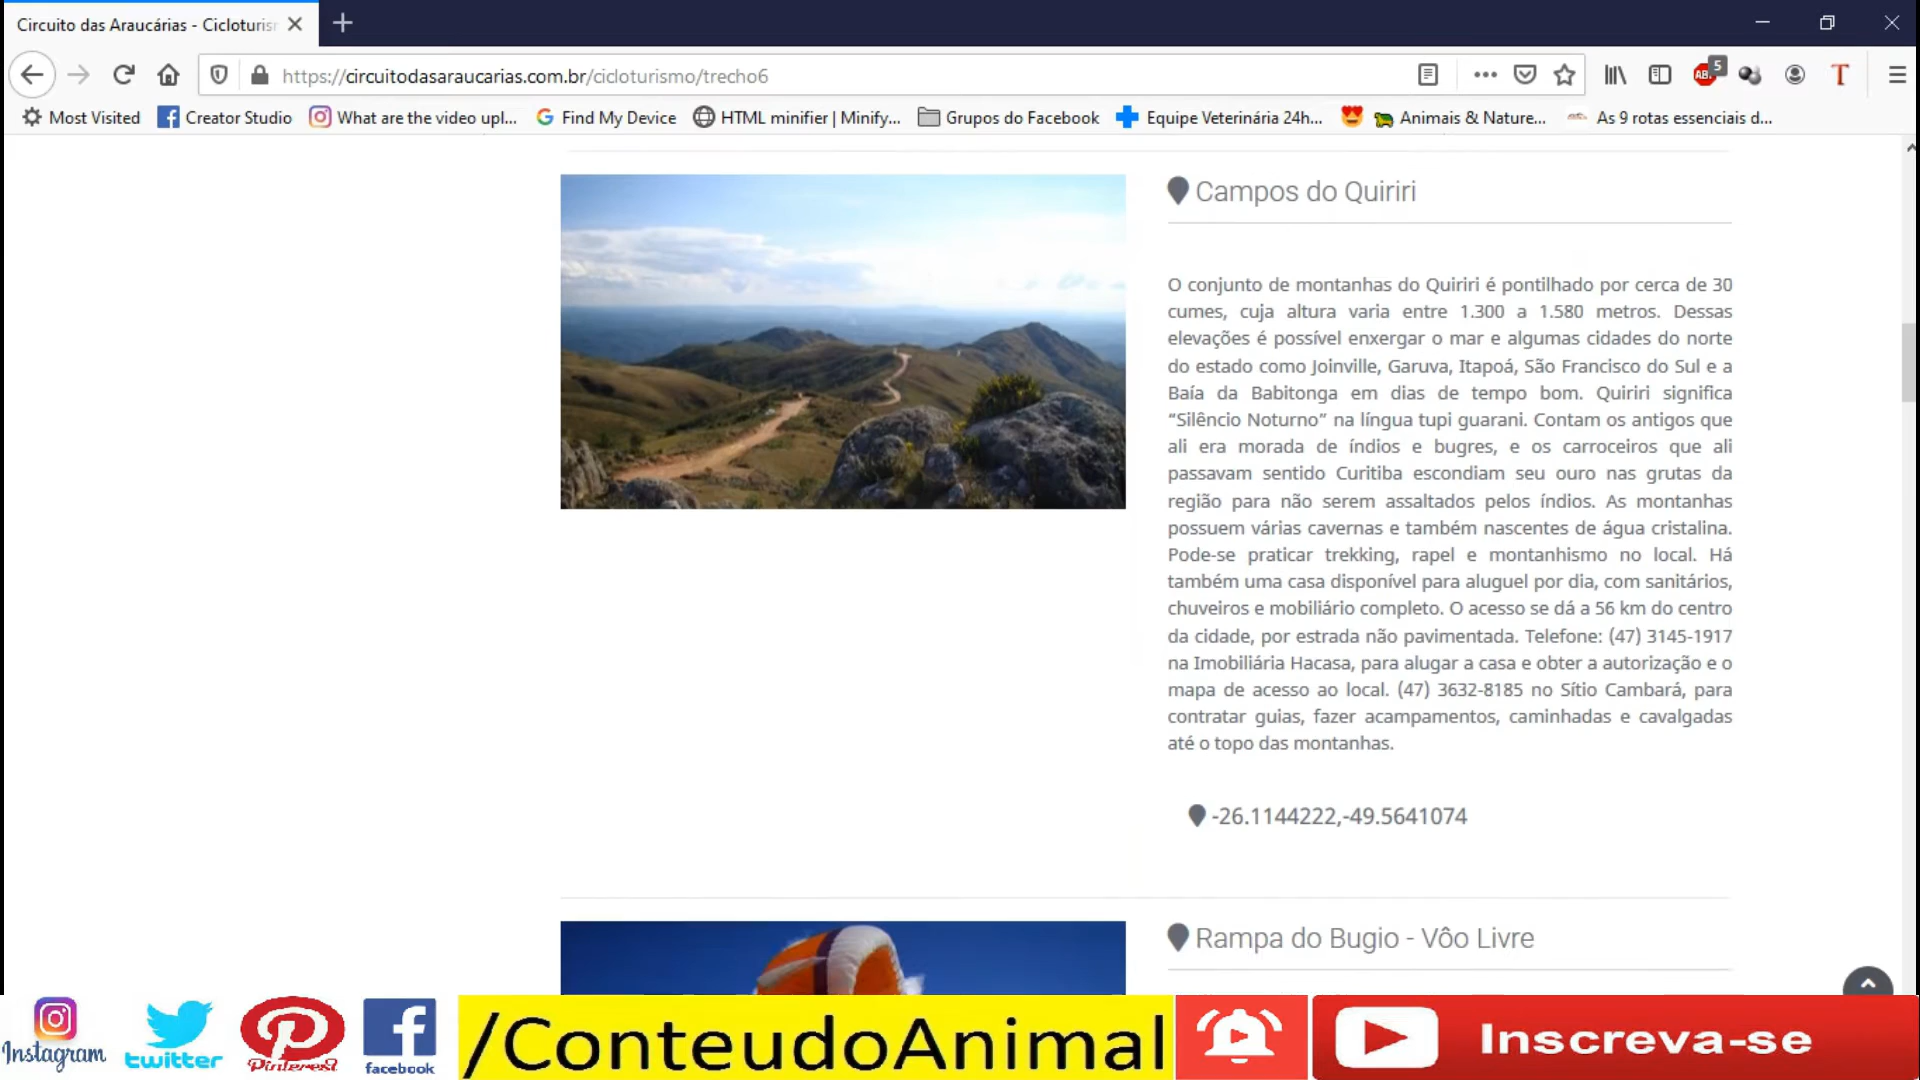 Circuito das Araucárias - Cicloturis
https://circuitodasaraucarias.com.br/cicloturismo/trecho6
ABP 5
T
Most Visited
Creator Studio
What are the video upl...
Find My Device
HTML minifier | Minify,...
Grupos do Facebook
Equipe Veterinária 24h...
Animais & Nature...
As 9 rotas essenciais d...
Campos do Quiriri
O conjunto de montanhas do Quiriri é pontilhado por cerca de 30
cumes, cuja altura varia entre 1.300 a 1.580 metros. Dessas
elevações é possível enxergar o mar e algumas cidades do norte
do estado como Joinville, Garuva, Itapoá, São Francisco do Sul e a
Baía da Babitonga em dias de tempo bom. Quiriri significa
“Silêncio Noturno” na língua tupi guarani. Contam os antigos que
ali era morada de índios e bugres, e os carroceiros que ali
passavam sentido Curitiba escondiam seu ouro nas grutas da
região para não serem assaltados pelos índios. As montanhas
possuem várias cavernas e também nascentes de água cristalina.
Pode-se praticar trekking, rapel e montanhismo no local. Há
também uma casa disponível para aluguel por dia, com sanitários,
chuveiros e mobiliário completo. O acesso se dá a 56 km do centro
da cidade, por estrada não pavimentada. Telefone: (47) 3145-1917
na Imobiliária Hacasa, para alugar a casa e obter a autorização e o
mapa de acesso ao local. (47) 3632-8185 no Sítio Cambará, para
contratar guias, fazer acampamentos, caminhadas e cavalgadas
até o topo das montanhas.
-26.1144222,-49.5641074
Rampa do Bugio - Vôo Livre
Instagram
twitter
Pinterest
facebook
/ConteudoAnimal
Inscreva-se